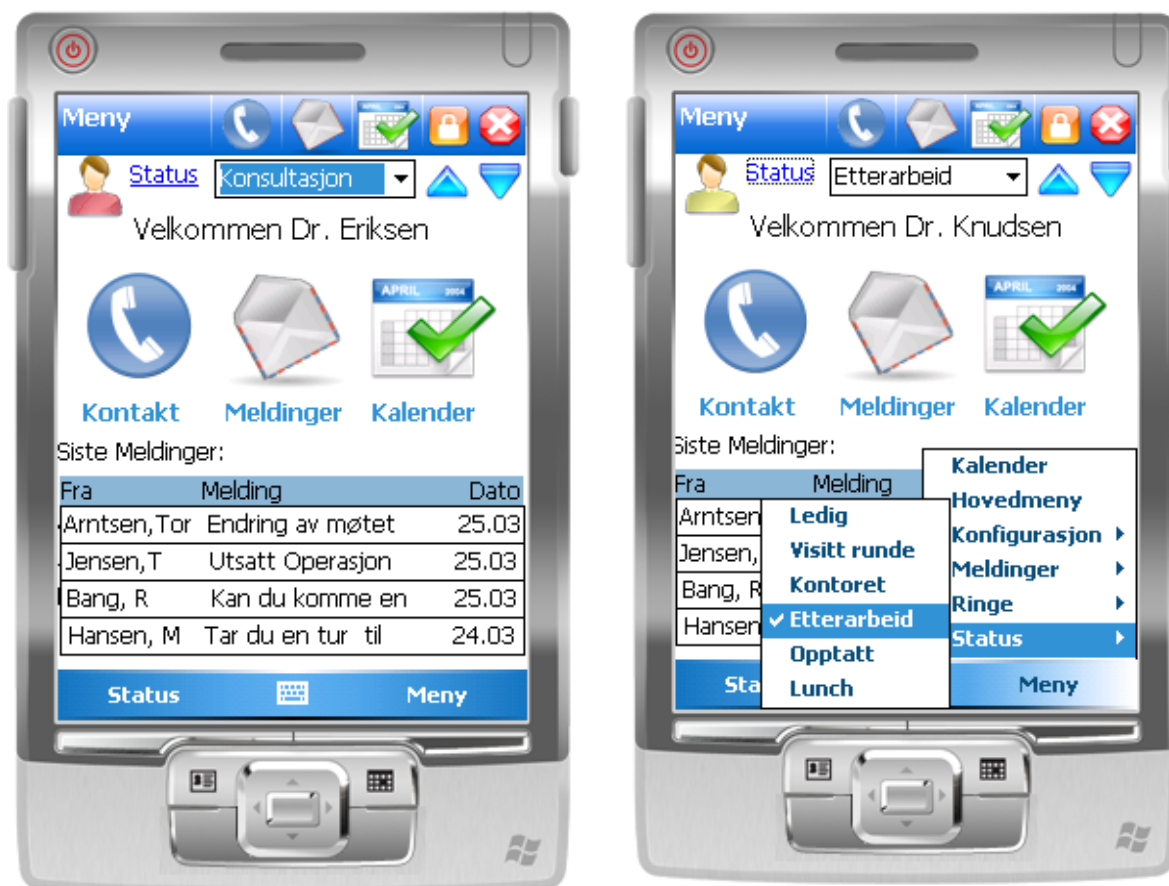 Meny
Status Konsultasjon
Velkommen Dr. Eriksen
APRIL 2004
Kontakt Meldinger Kalender
Siste Meldinger:
Fra Melding Dato
Arntsen,Tor Endring av møtet 25.03
Jensen,T Utsatt Operasjon 25.03
Bang, R Kan du komme en 25.03
Hansen, M Tar du en tur til 24.03
Status Meny
Meny
Status Etterarbeid
Velkommen Dr. Knudsen
APRIL 2004
Kontakt Meldinger Kalender
Siste Meldinger:
Fra Melding
Arntsen
Jensen,
Bang, R
Hansen
Ledig
Visitt runde
Kontoret
Etterarbeid
Opptatt
Lunch
Kalender
Hovedmeny
Konfigurasjon
Meldinger
Ringe
Status
Sta Meny